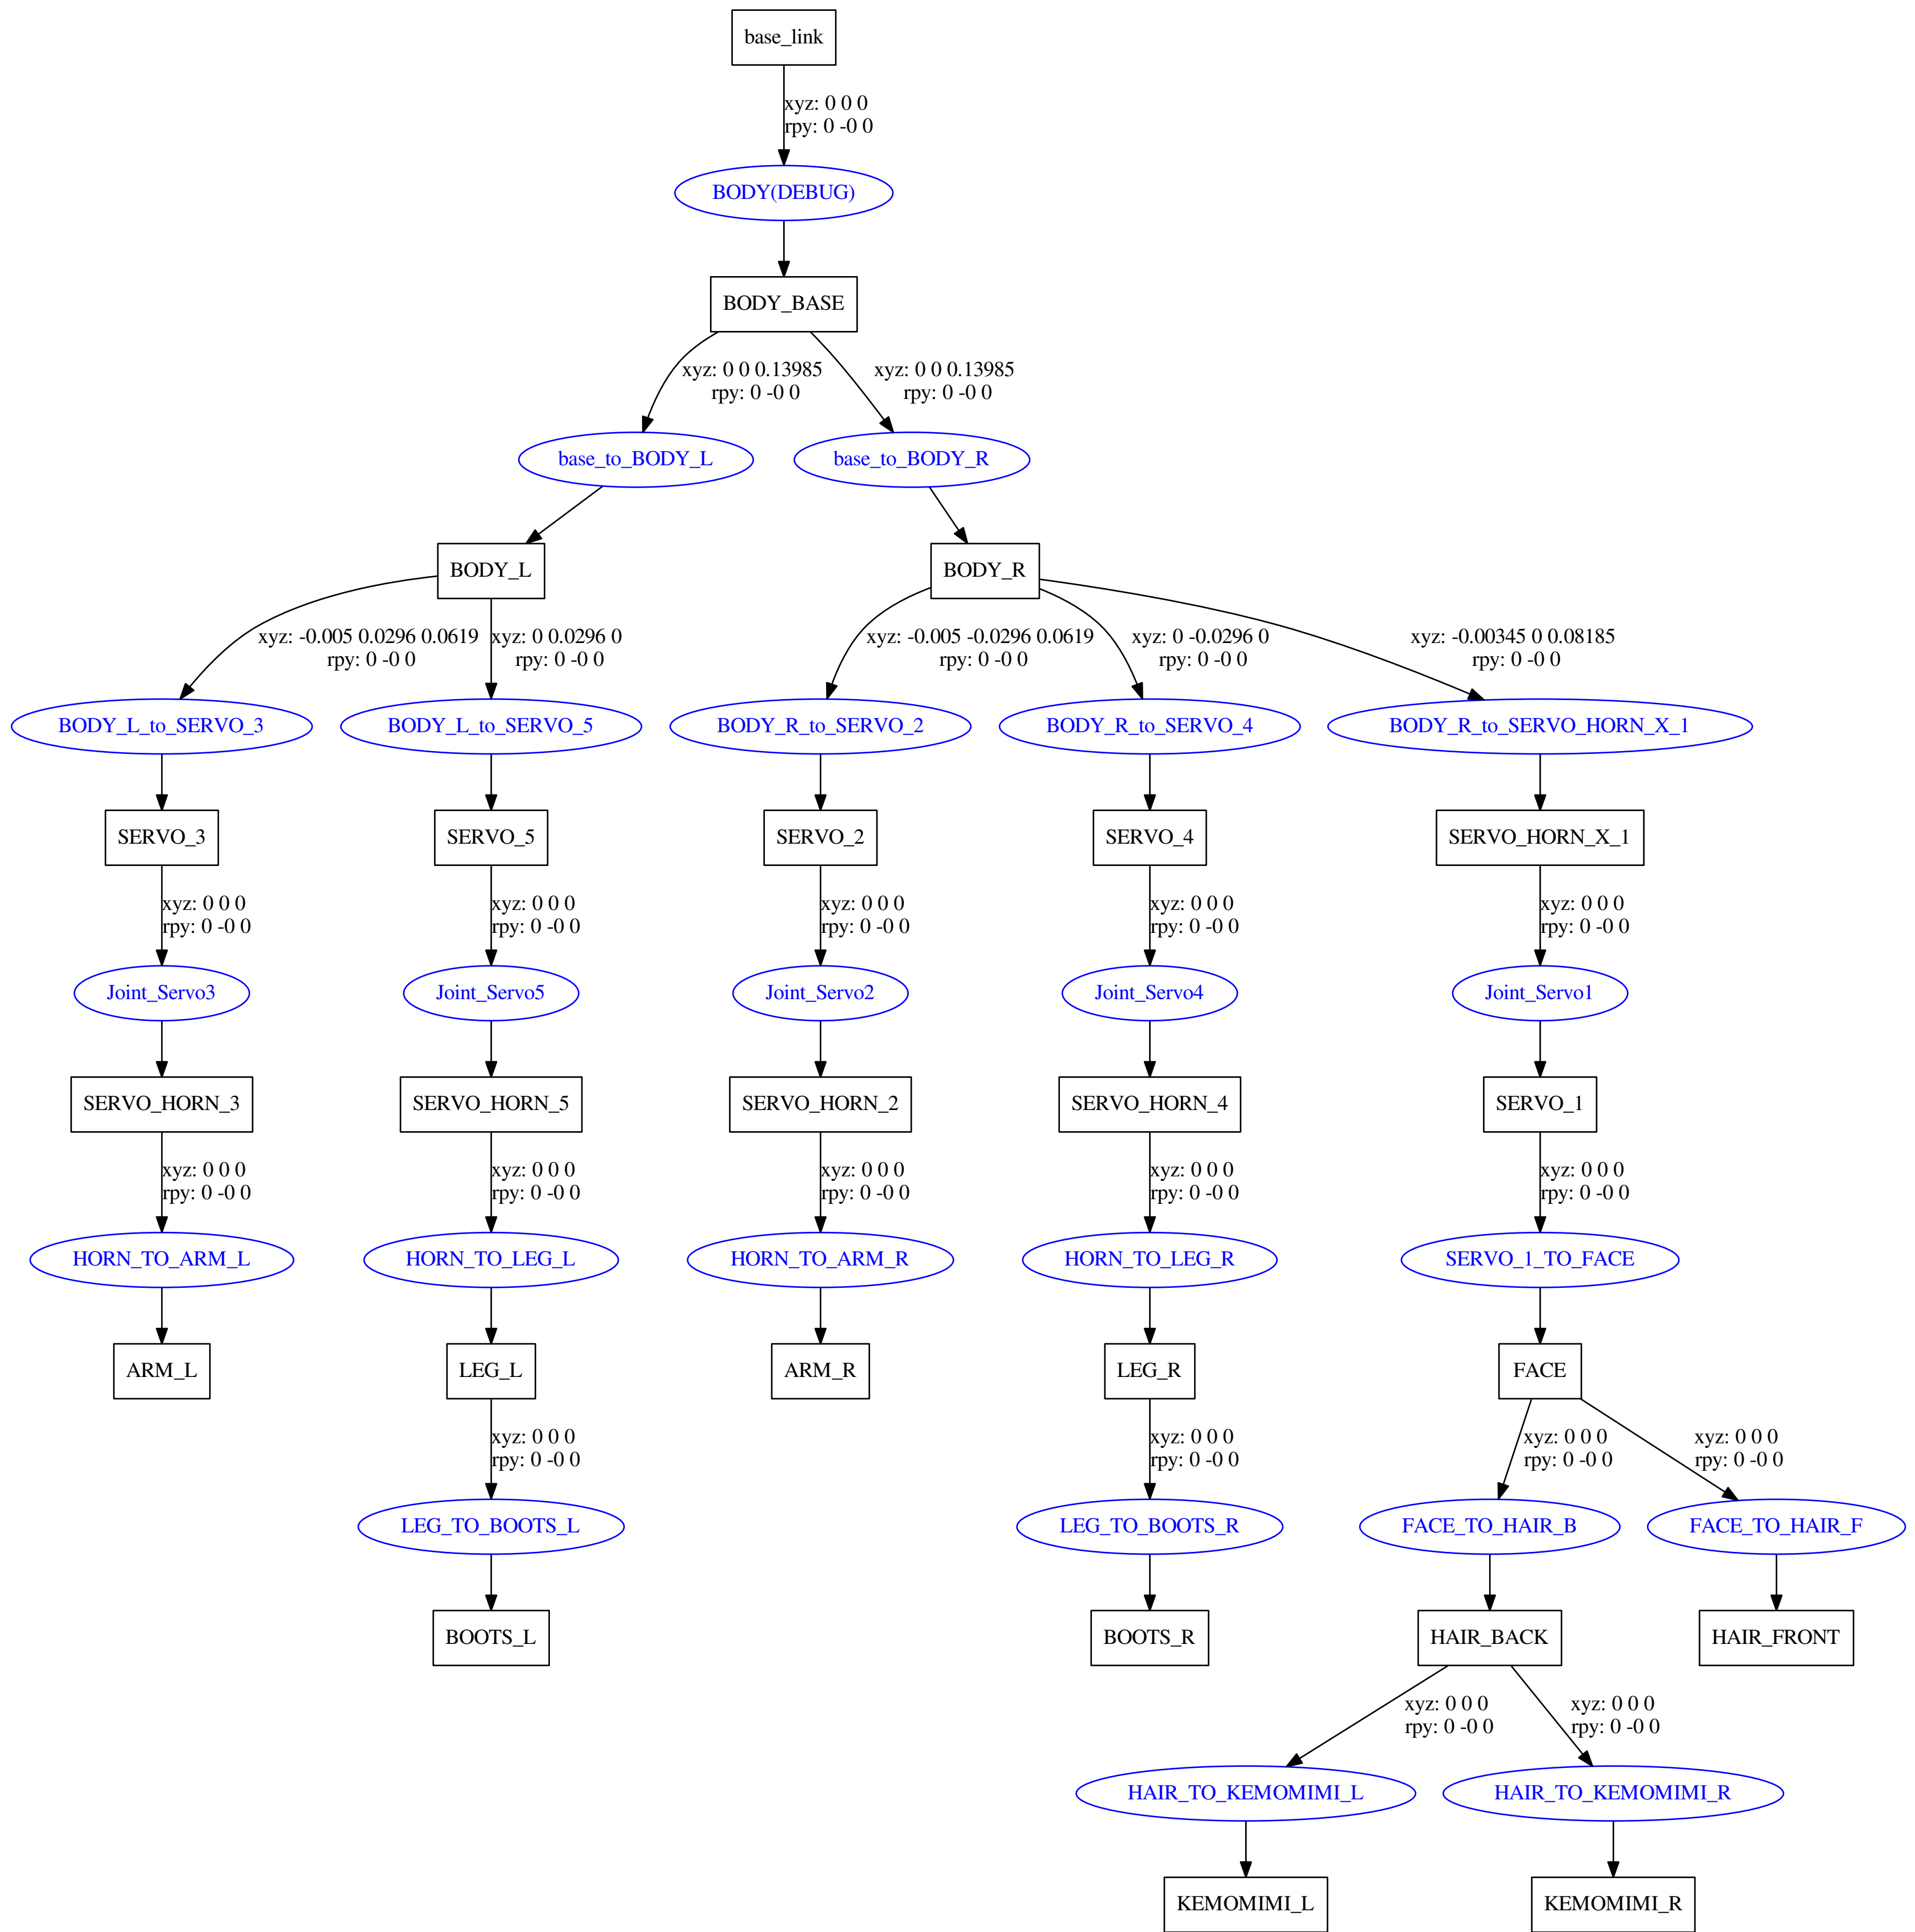 base_link
xyz: 0 0 0
rpy: 0 -0 0
BODY(DEBUG)
BODY_BASE
xyz: 0 0 0.13985
rpy: 0 -0 0
xyz: 0 0 0.13985
rpy: 0 -0 0
base_to_BODY_L
base_to_BODY_R
BODY_L
BODY_R
xyz: -0.005 0.0296 0.0619
rpy: 0 -0 0
xyz: 0 0.0296 0
rpy: 0 -0 0
xyz: -0.005 -0.0296 0.0619
rpy: 0 -0 0
xyz: 0 -0.0296 0
rpy: 0 -0 0
xyz: -0.00345 0 0.08185
rpy: 0 -0 0
BODY_L_to_SERVO_3
BODY_L_to_SERVO_5
BODY_R_to_SERVO_2
BODY_R_to_SERVO_4
BODY_R_to_SERVO_HORN_X_1
SERVO_3
SERVO_5
SERVO_2
SERVO_4
SERVO_HORN_X_1
xyz: 0 0 0
rpy: 0 -0 0
xyz: 0 0 0
rpy: 0 -0 0
xyz: 0 0 0
rpy: 0 -0 0
xyz: 0 0 0
rpy: 0 -0 0
xyz: 0 0 0
rpy: 0 -0 0
Joint_Servo3
Joint_Servo5
Joint_Servo2
Joint_Servo4
Joint_Servo1
SERVO_HORN_3
SERVO_HORN_5
SERVO_HORN_2
SERVO_HORN_4
SERVO_1
xyz: 0 0 0
rpy: 0 -0 0
xyz: 0 0 0
rpy: 0 -0 0
xyz: 0 0 0
rpy: 0 -0 0
xyz: 0 0 0
rpy: 0 -0 0
xyz: 0 0 0
rpy: 0 -0 0
HORN_TO_ARM_L
HORN_TO_LEG_L
HORN_TO_ARM_R
HORN_TO_LEG_R
SERVO_1_TO_FACE
ARM_L
LEG_L
ARM_R
LEG_R
FACE
xyz: 0 0 0
rpy: 0 -0 0
xyz: 0 0 0
rpy: 0 -0 0
xyz: 0 0 0
rpy: 0 -0 0
xyz: 0 0 0
rpy: 0 -0 0
LEG_TO_BOOTS_L
LEG_TO_BOOTS_R
FACE_TO_HAIR_B
FACE_TO_HAIR_F
BOOTS_L
BOOTS_R
HAIR_BACK
HAIR_FRONT
xyz: 0 0 0
rpy: 0 -0 0
xyz: 0 0 0
rpy: 0 -0 0
HAIR_TO_KEMOMIMI_L
HAIR_TO_KEMOMIMI_R
KEMOMIMI_L
KEMOMIMI_R